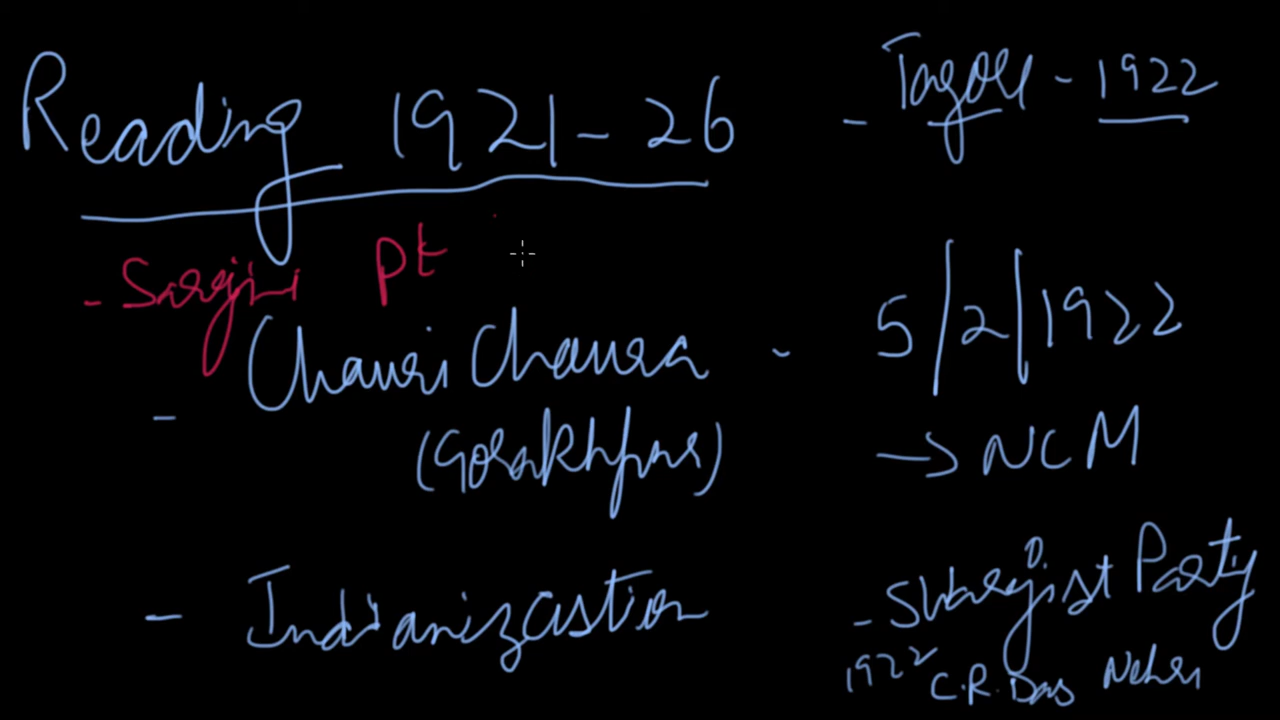 Reading 1921-26
- Tagore - 1922
- Sarojini Pt
- Chauri Chaura - 5/2/1922
(Gorakhpur) → NCM
- Indianization
- Swarajist Party
1922 C.R. Das Nehru